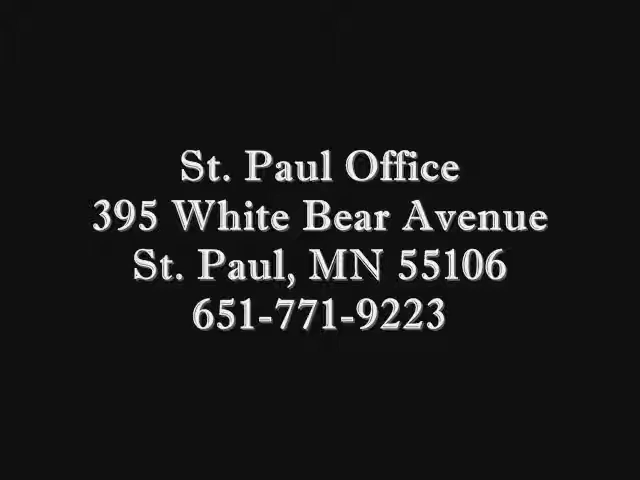 St. Paul Office
395 White Bear Avenue
St. Paul, MN 55106
651-771-9223